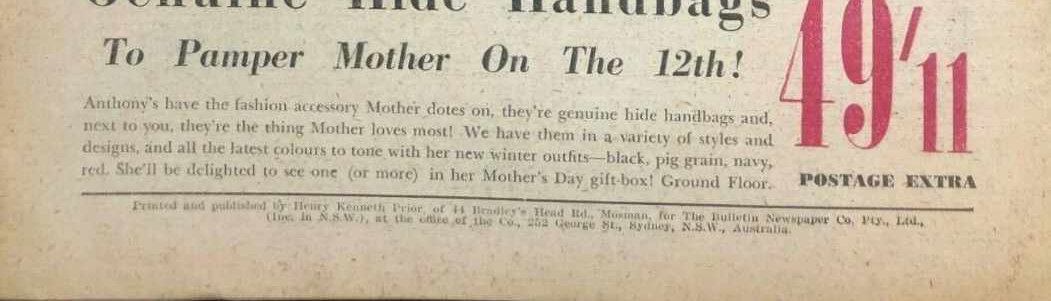 Genuine Hide Handbags
To Pamper Mother On The 12th!
49'11
Anthony's have the fashion accessory Mother dotes on, they're genuine hide handbags and,
next to you, they're the thing Mother loves most! We have them in a variety of styles and
designs, and all the latest colours to tone with her new winter outfits—black, pig grain, navy,
red. She'll be delighted to see one (or more) in her Mother's Day gift-box! Ground Floor.
POSTAGE EXTRA
Printed and published by Henry Kenneth Prior, of 44 Bradley's Head Rd., Mosman, for The Bulletin Newspaper Co. Pty., Ltd.,
(Inc. in N.S.W.), at the office of the Co., 252 George St., Sydney, N.S.W., Australia.